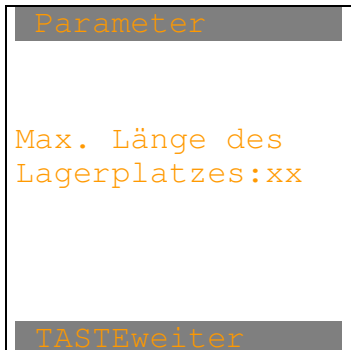 Parameter
Max. Länge des
Lagerplatzes:xx
TASTEweiter